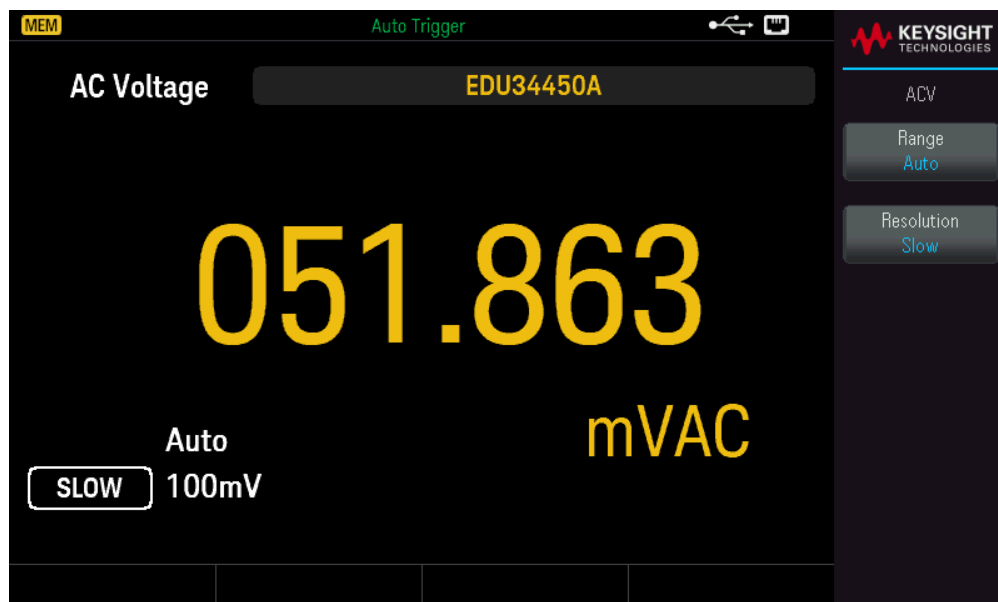 MEM
Auto Trigger
KEYSIGHT
TECHNOLOGIES
AC Voltage
EDU34450A
ACV
Range
Auto
051.863
Resolution
Slow
mVAC
Auto
SLOW
100mV